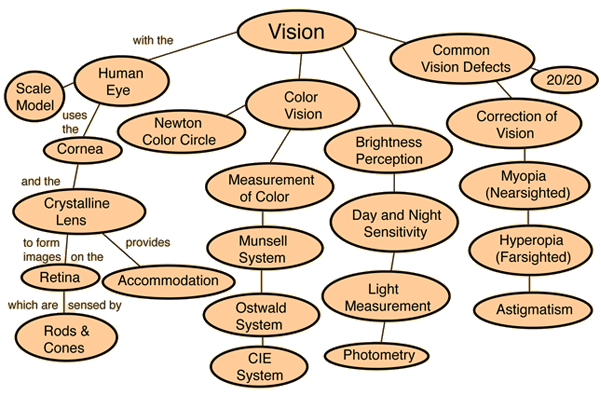 Vision
with the
Common
Vision Defects
20/20
Human
Eye
Scale
Model
Color
Vision
Newton
Color Circle
uses
the
Cornea
Brightness
Perception
Correction of
Vision
and the
Crystalline
Lens
Measurement
of Color
Day and Night
Sensitivity
Myopia
(Nearsighted)
to form
images on the
provides
Munsell
System
Hyperopia
(Farsighted)
Retina
Accommodation
Light
Measurement
which are sensed by
Ostwald
System
Astigmatism
Rods &
Cones
CIE
System
Photometry